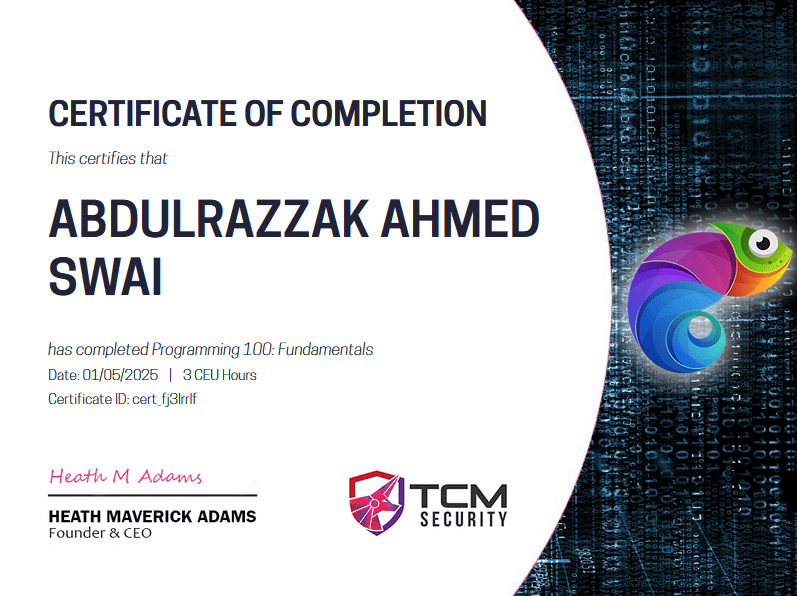 CERTIFICATE OF COMPLETION
This certifies that
ABDULRAZZAK AHMED
SWAI
has completed Programming 100: Fundamentals
Date: 01/05/2025 | 3 CEU Hours
Certificate ID: cert_fj3lrrlf
Heath M Adams
HEATH MAVERICK ADAMS
Founder & CEO
TCM
SECURITY